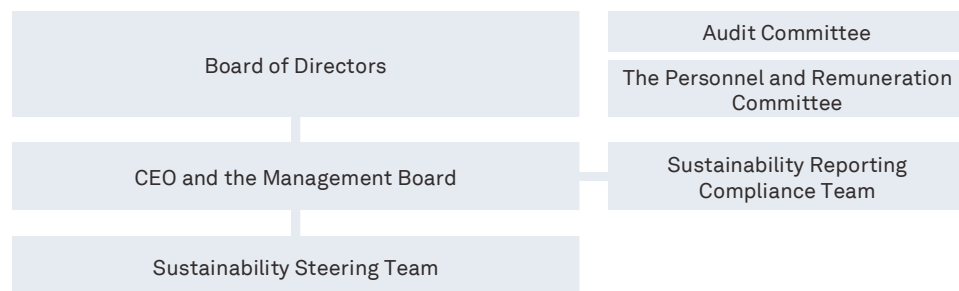 Board of Directors
Audit Committee
The Personnel and Remuneration
Committee
CEO and the Management Board
Sustainability Reporting
Compliance Team
Sustainability Steering Team